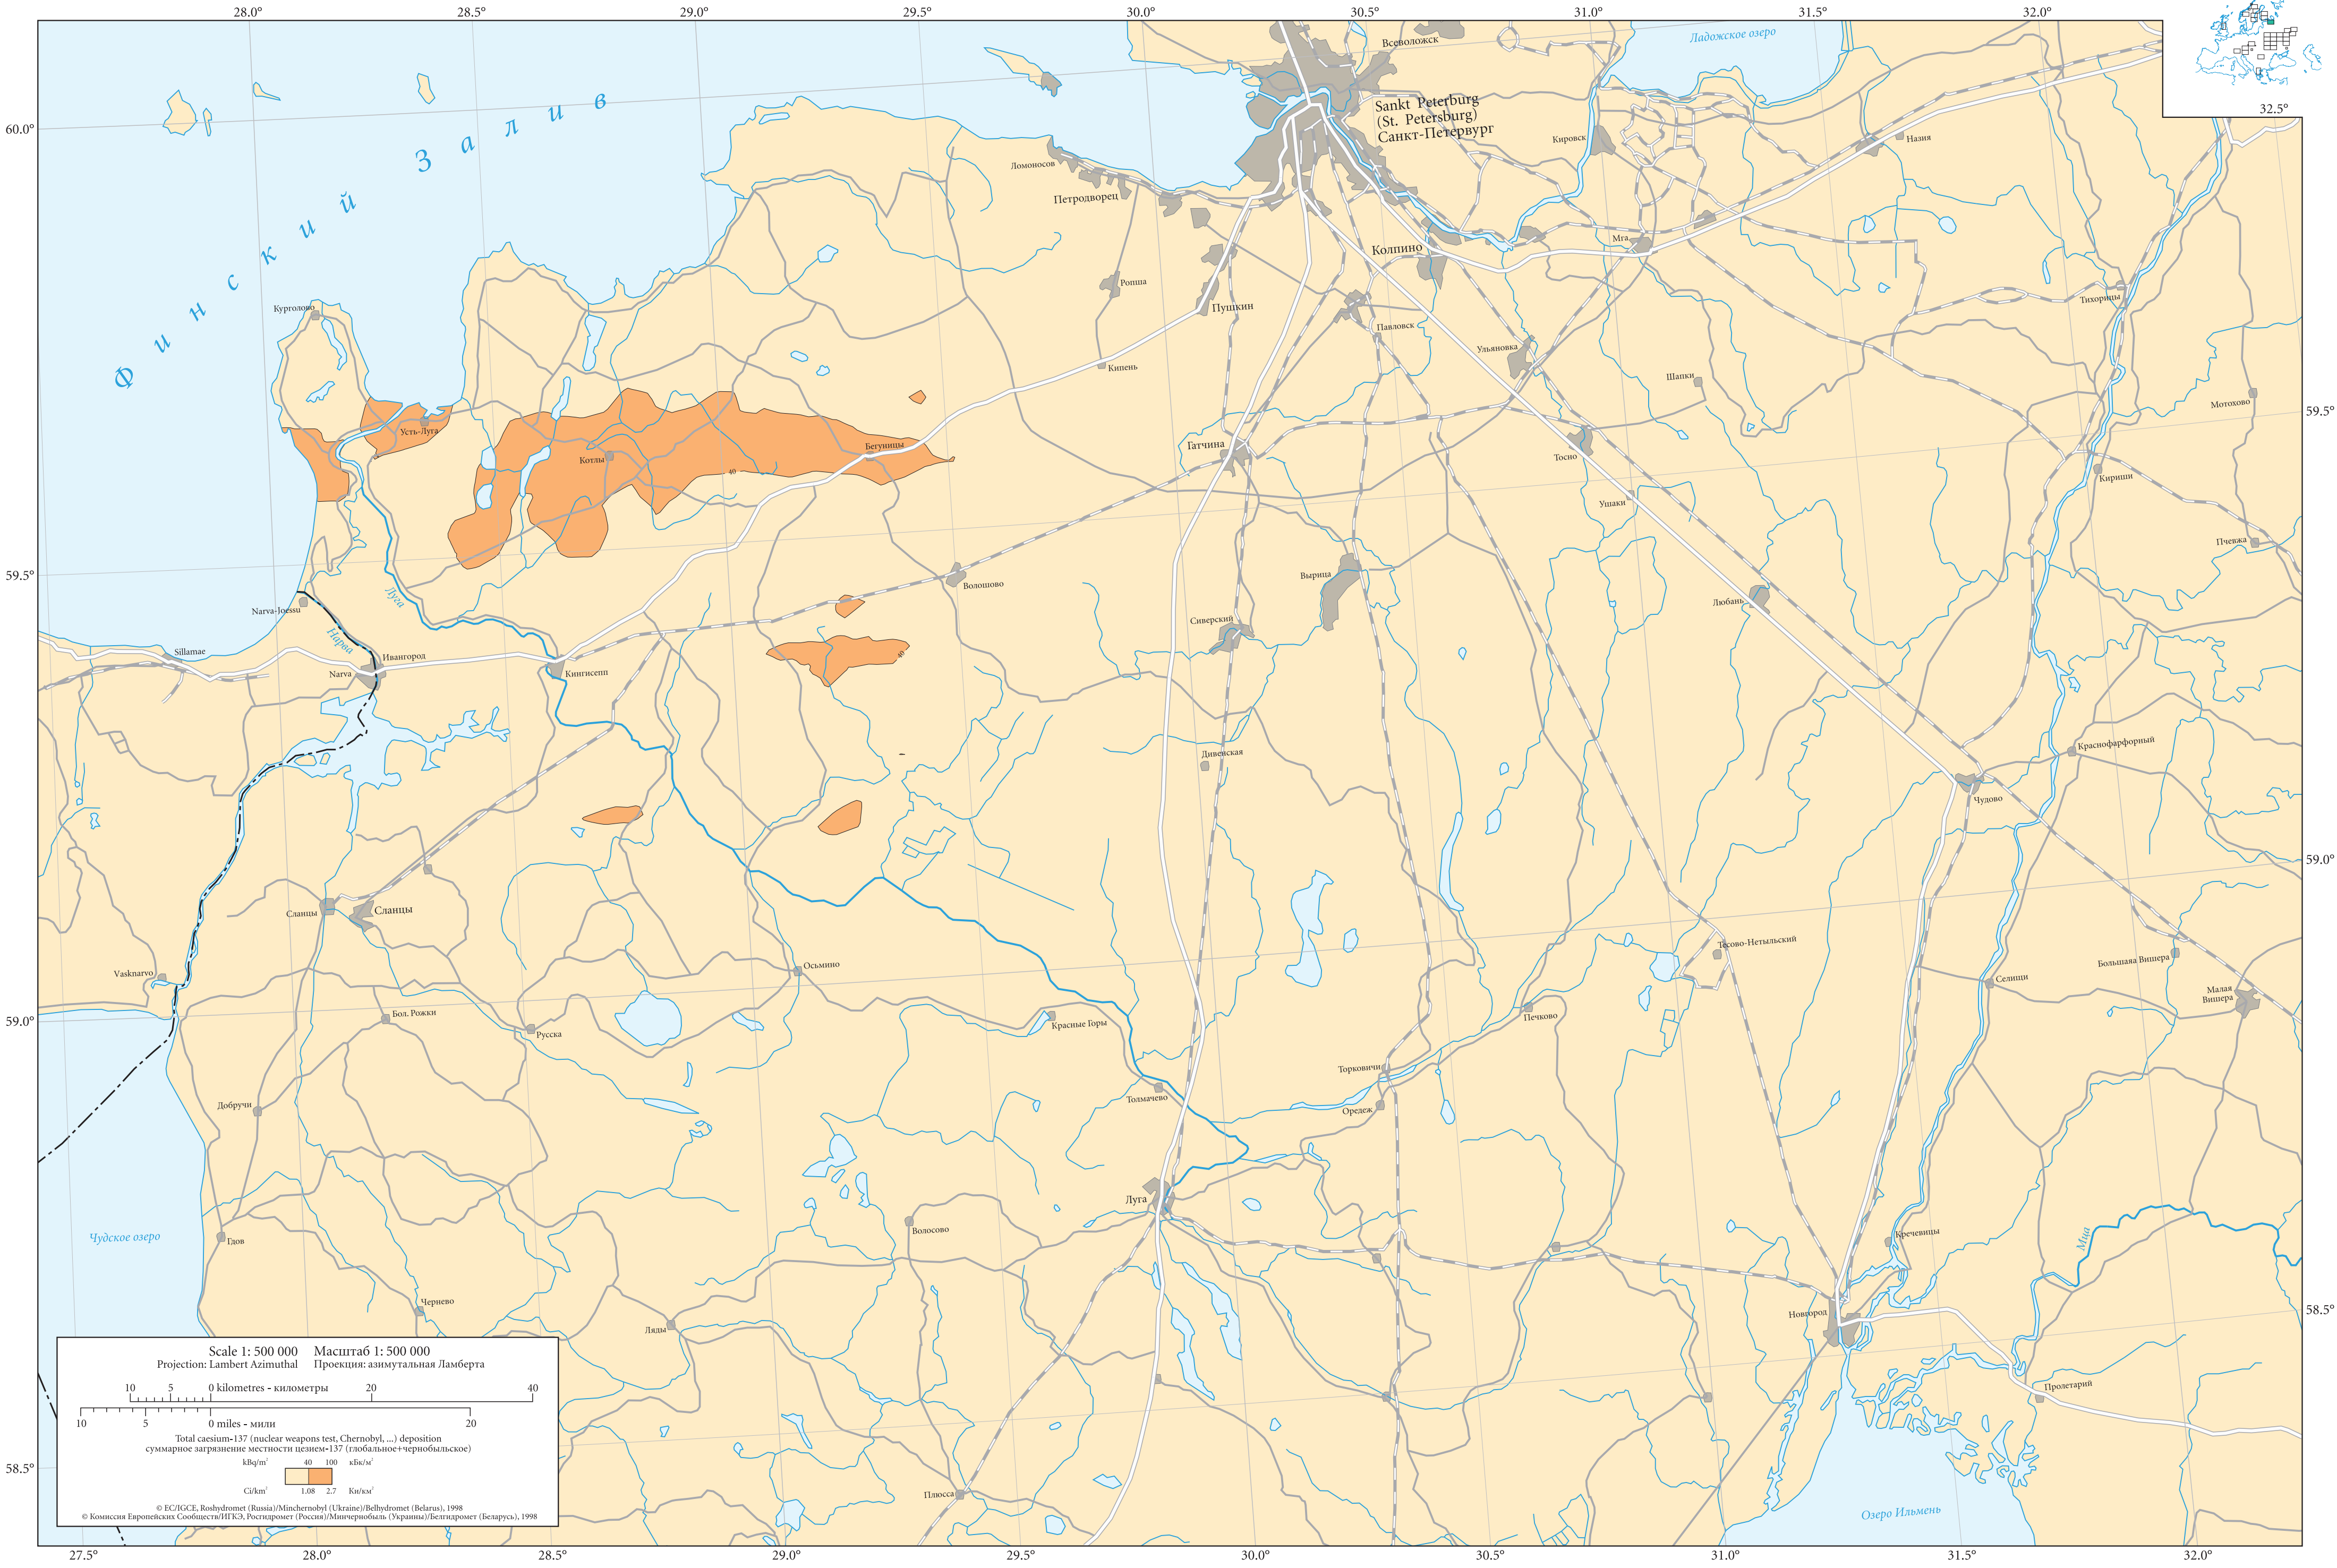 28.0° 28.5° 29.0° 29.5° 30.0° 30.5° 31.0° 31.5° 32.0°
32.5°
60.0°
59.5°
59.0°
58.5°
59.5°
59.0°
58.5°
27.5° 28.0° 28.5° 29.0° 29.5° 30.0° 30.5° 31.0° 31.5° 32.0°
Финский Залив
Ладожское озеро
Всеволожск
Sankt Peterburg
(St. Petersburg)
Санкт-Петербург
Кировск
Назия
Ломоносов
Петродворец
Колпино
Мга
Ропша
Пушкин
Павловск
Тихорицы
Курголово
Кипень
Ульяновка
Шапки
Мотохово
Усть-Луга
Котлы
Бегуницы
40
Гатчина
Тосно
Ушаки
Кириши
Пчевжа
Луга
Волошово
Вырица
Любань
Narva-Joessu
Нарва
Сиверский
Sillamae
Ивангород
Narva
Кингисепп
40
Дивенская
Краснофарфорный
Чудово
Сланцы
Сланцы
Тесово-Нетыльский
Vasknarvo
Осьмино
Большаая Вишера
Селищи
Малая
Вишера
Бол. Рожки
Русска
Красные Горы
Печково
Торковичи
Добручи
Толмачево
Оредеж
Луга
Чудское озеро
Гдов
Волосово
Кречевицы
Мца
Чернево
Ляды
Новгород
Пролетарий
Плюсса
Озеро Ильмень
Scale 1: 500 000 Масштаб 1: 500 000
Projection: Lambert Azimuthal Проекция: азимутальная Ламберта
10 5 0 kilometres - километры 20 40
10 5 0 miles - мили 20
Total caesium-137 (nuclear weapons test, Chernobyl, ...) deposition
суммарное загрязнение местности цезием-137 (глобальное+чернобыльское)
kBq/m² 40 100 кБк/м²
Ci/km² 1.08 2.7 Ки/км²
© EC/IGCE, Roshydromet (Russia)/Minchernobyl (Ukraine)/Belhydromet (Belarus), 1998
© Комиссия Европейских Сообществ/ИГКЭ, Росгидромет (Россия)/Минчернобыль (Украины)/Белгидромет (Беларусь), 1998